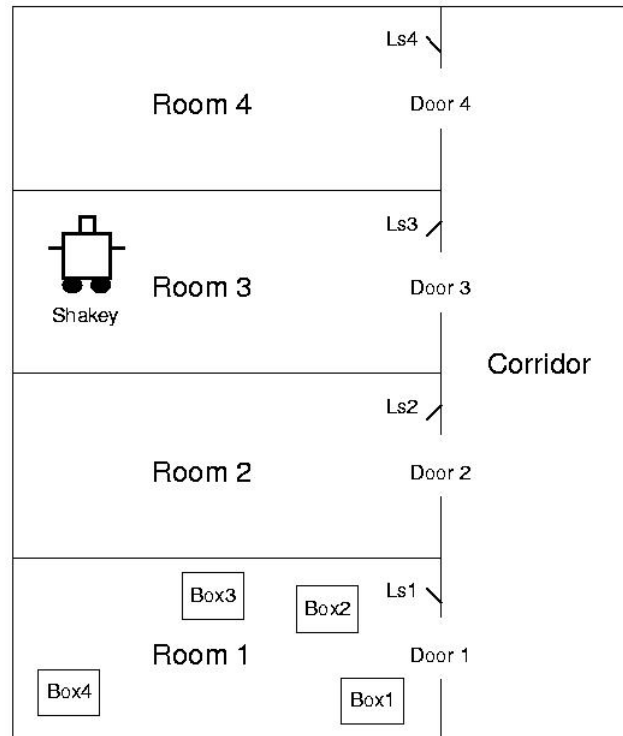 Ls4
Room 4
Door 4
Ls3
Room 3
Door 3
Shakey
Corridor
Ls2
Room 2
Door 2
Box3
Box2
Ls1
Room 1
Door 1
Box4
Box1